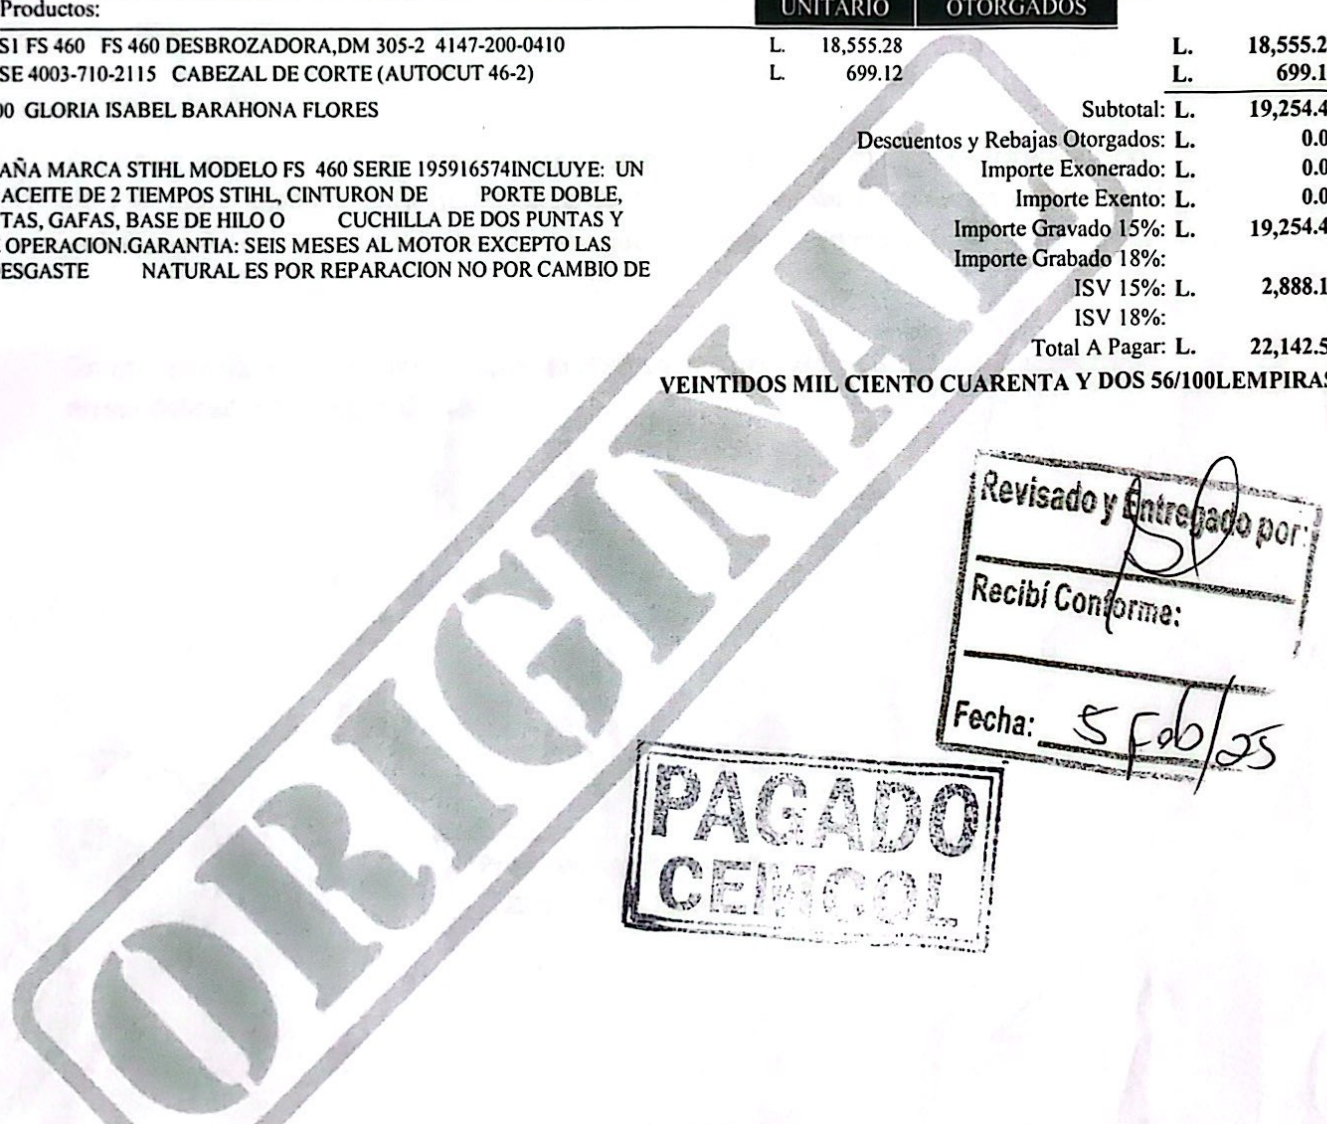 Productos:
UNITARIO OTORGADOS
S1 FS 460 FS 460 DESBROZADORA,DM 305-2 4147-200-0410 L. 18,555.28 L. 18,555.2
SE 4003-710-2115 CABEZAL DE CORTE (AUTOCUT 46-2) L. 699.12 L. 699.1
00 GLORIA ISABEL BARAHONA FLORES
Subtotal: L. 19,254.4
Descuentos y Rebajas Otorgados: L. 0.0
Importe Exonerado: L. 0.0
Importe Exento: L. 0.0
Importe Gravado 15%: L. 19,254.4
Importe Grabado 18%:
ISV 15%: L. 2,888.1
ISV 18%:
Total A Pagar: L. 22,142.5
AÑA MARCA STIHL MODELO FS 460 SERIE 195916574INCLUYE: UN
ACEITE DE 2 TIEMPOS STIHL, CINTURON DE PORTE DOBLE,
TAS, GAFAS, BASE DE HILO O CUCHILLA DE DOS PUNTAS Y
OPERACION.GARANTIA: SEIS MESES AL MOTOR EXCEPTO LAS
ESGASTE NATURAL ES POR REPARACION NO POR CAMBIO DE
VEINTIDOS MIL CIENTO CUARENTA Y DOS 56/100LEMPIRAS
ORIGINAL
Revisado y Entregado por:
Recibí Conforme:
Fecha: 5 Feb/25
PAGADO
CEMCOL